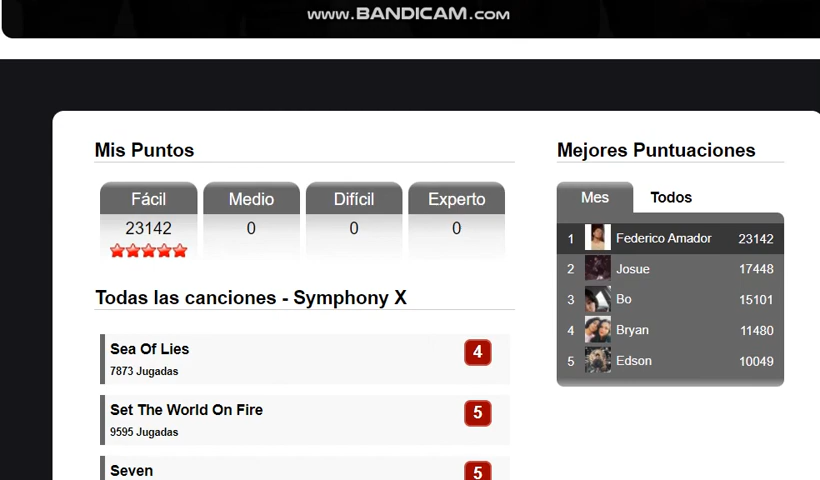 www.BANDICAM.com
Mis Puntos
Fácil Medio Difícil Experto
23142 0 0 0
Todas las canciones - Symphony X
Sea Of Lies
4
7873 Jugadas
Set The World On Fire
5
9595 Jugadas
Seven
5
Mejores Puntuaciones
Mes Todos
1 Federico Amador 23142
2 Josue 17448
3 Bo 15101
4 Bryan 11480
5 Edson 10049